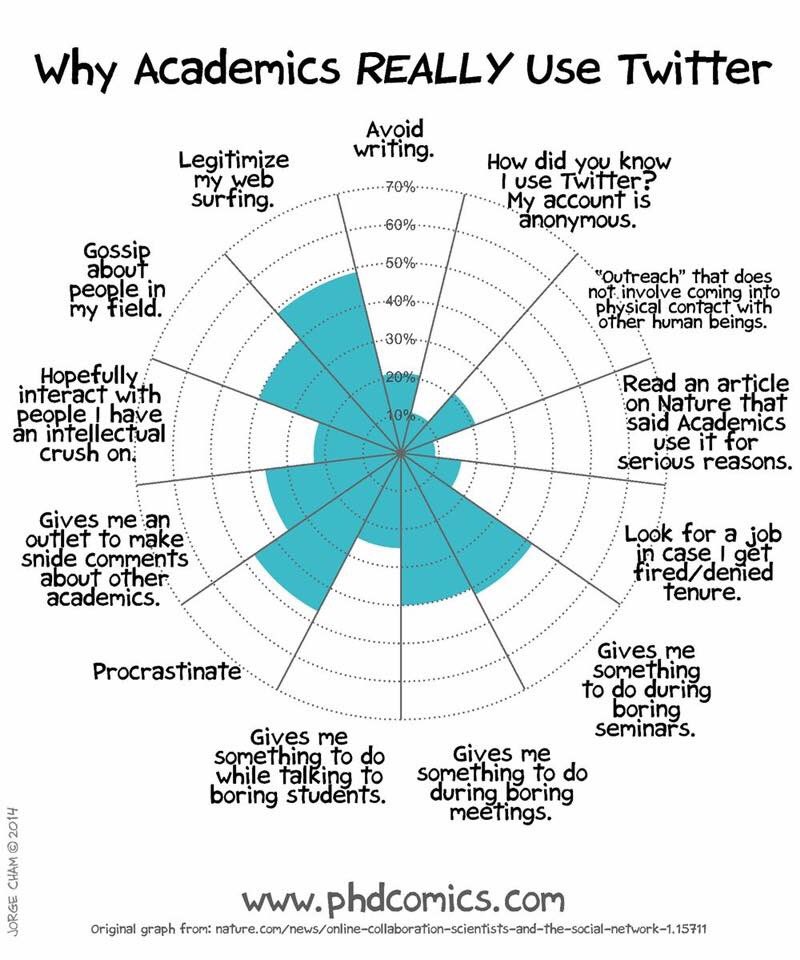 Why Academics REALLY Use Twitter
Avoid
writing.
How did you know
I use Twitter?
My account is
anonymous.
"Outreach" that does
not involve coming into
physical contact with
other human beings.
Read an article
on Nature that
said Academics
use it for
serious reasons.
Look for a job
in case I get
fired/denied
tenure.
Gives me
something
to do during
boring
seminars.
Gives me
something to do
during boring
meetings.
Gives me
something to do
while talking to
boring students.
Procrastinate
Gives me an
outlet to make
snide comments
about other
academics.
Hopefully
interact with
people I have
an intellectual
crush on.
Gossip
about
people in
my field.
Legitimize
my web
surfing.
70%
60%
50%
40%
30%
20%
10%
JORGE CHAM © 2014
www.phdcomics.com
Original graph from: nature.com/news/online-collaboration-scientists-and-the-social-network-1.15711